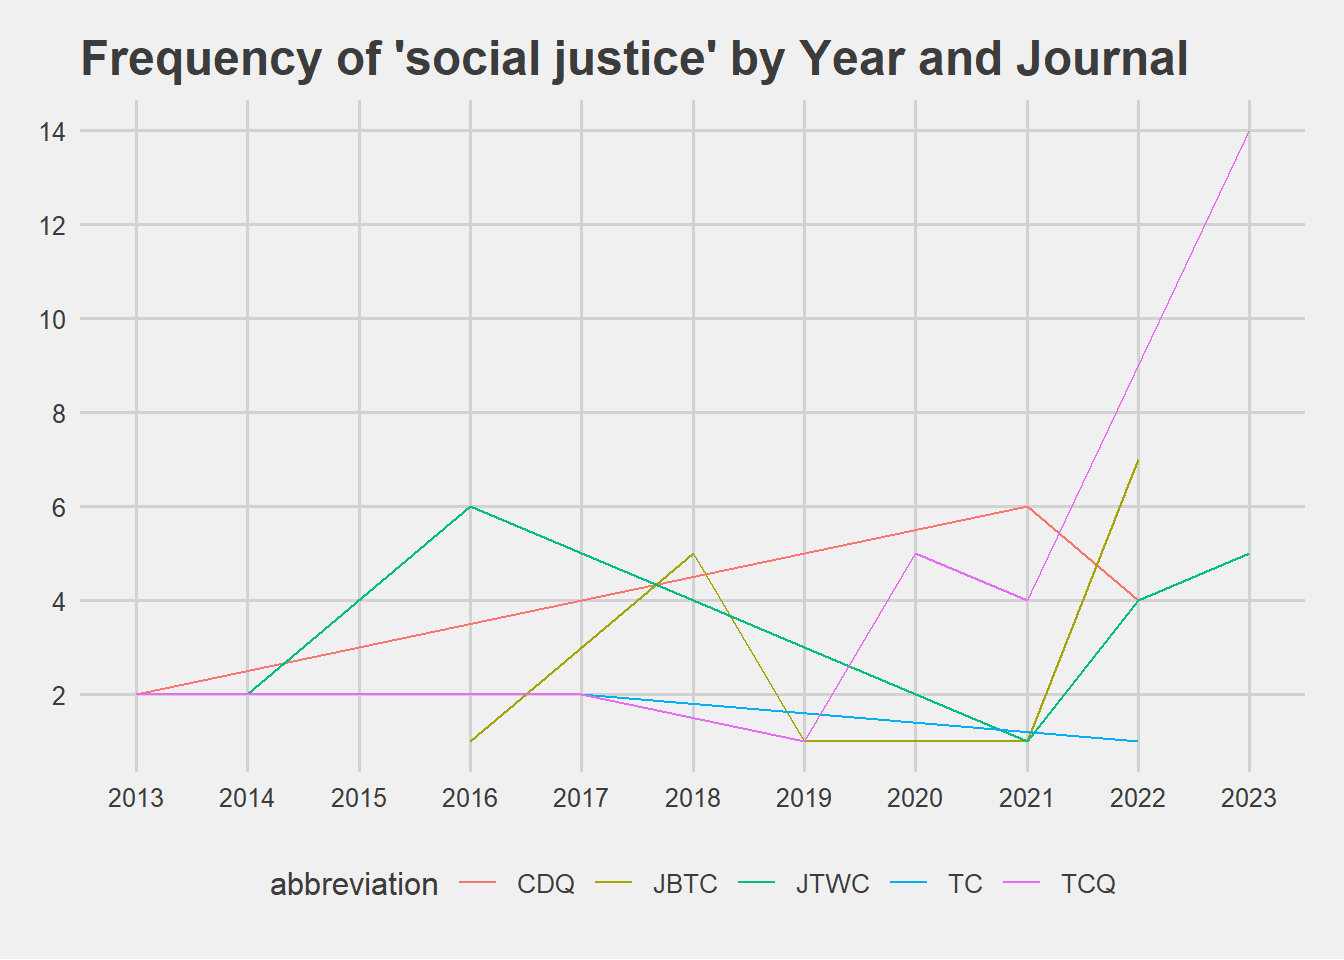 Frequency of 'social justice' by Year and Journal
14
12
10
8
6
4
2
2013 2014 2015 2016 2017 2018 2019 2020 2021 2022 2023
abbreviation CDQ JBTC JTWC TC TCQ